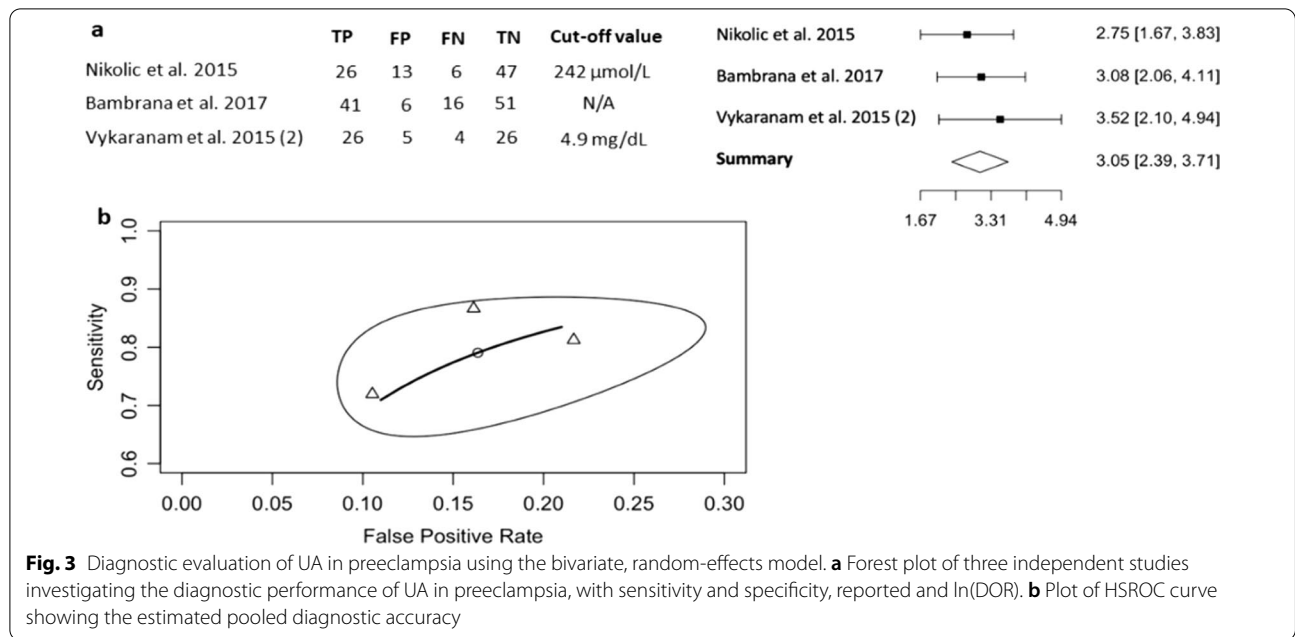 a
TP FP FN TN Cut-off value
Nikolic et al. 2015 26 13 6 47 242 µmol/L
Bambrana et al. 2017 41 6 16 51 N/A
Vykaranam et al. 2015 (2) 26 5 4 26 4.9 mg/dL
Nikolic 2015 2.75 [1.67, 3.83]
Bambrana et al. 2017 3.08 [2.06, 4.11]
Vykaranam et al. 2015 (2) 3.52 [2.10, 4.94]
Summary 3.05 [2.39, 3.71]
1.67 3.31 4.94
b
Sensitivity
1.0
0.9
0.8
0.7
0.6
0.00 0.05 0.10 0.15 0.20 0.25 0.30
False Positive Rate
Fig. 3 Diagnostic evaluation of UA in preeclampsia using the bivariate, random-effects model. a Forest plot of three independent studies
investigating the diagnostic performance of UA in preeclampsia, with sensitivity and specificity, reported and ln(DOR). b Plot of HSROC curve
showing the estimated pooled diagnostic accuracy